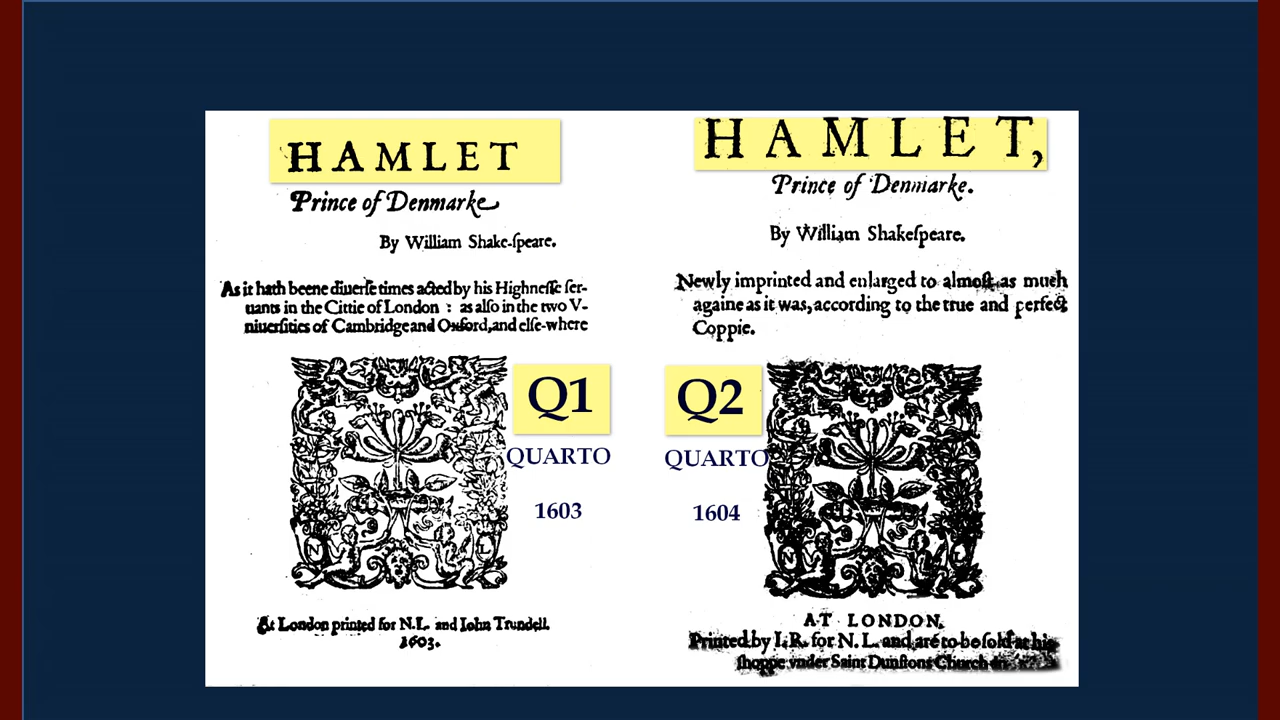 HAMLET
Prince of Denmarke
By William Shake-ſpeare.
As it hath beene diuerſe times acted by his Highneſſe ſer-
uants in the Cittie of London : as alſo in the two V-
niuerſities of Cambridge and Oxford, and elſe-where
Q1
QUARTO
1603
N L
At London printed for N.L. and Iohn Trundell.
1603.
HAMLET,
Prince of Denmarke.
By William Shakeſpeare.
Newly imprinted and enlarged to almoſt as much
againe as it was, according to the true and perfect
Coppie.
Q2
QUARTO
1604
N
AT LONDON,
Printed by I.R. for N. L. and are to be ſold at his
ſhoppe vnder Saint Dunſtons Church